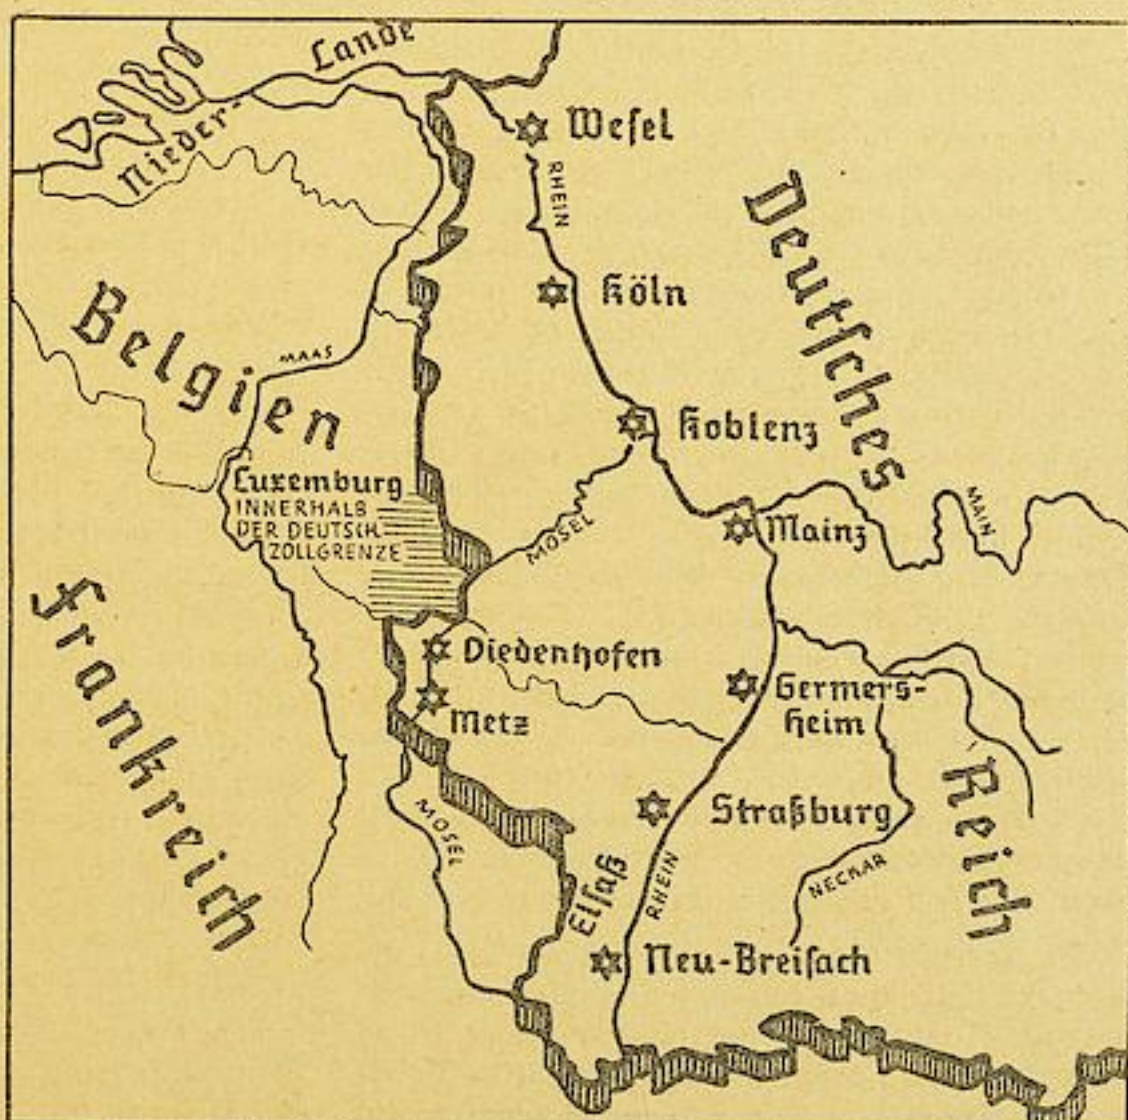 Nieder-
Lande
Weſel
RHEIN
Deutſches
Köln
Belgien
MAAS
Koblenz
Luxemburg
INNERHALB
DER DEUTSCH.
ZOLLGRENZE
MOSEL
Mainz
MAIN
Frankreich
Diedenhofen
Metz
Germers-
heim
Reich
MOSEL
Straßburg
Elſaß
RHEIN
NECKAR
Neu-Breiſach